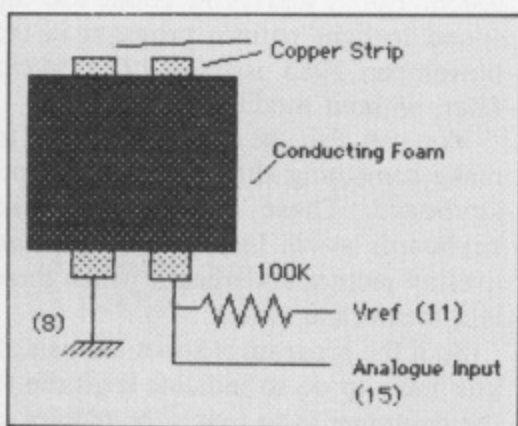 Copper Strip
Conducting Foam
100K
(8)
Vref (11)
Analogue Input
(15)